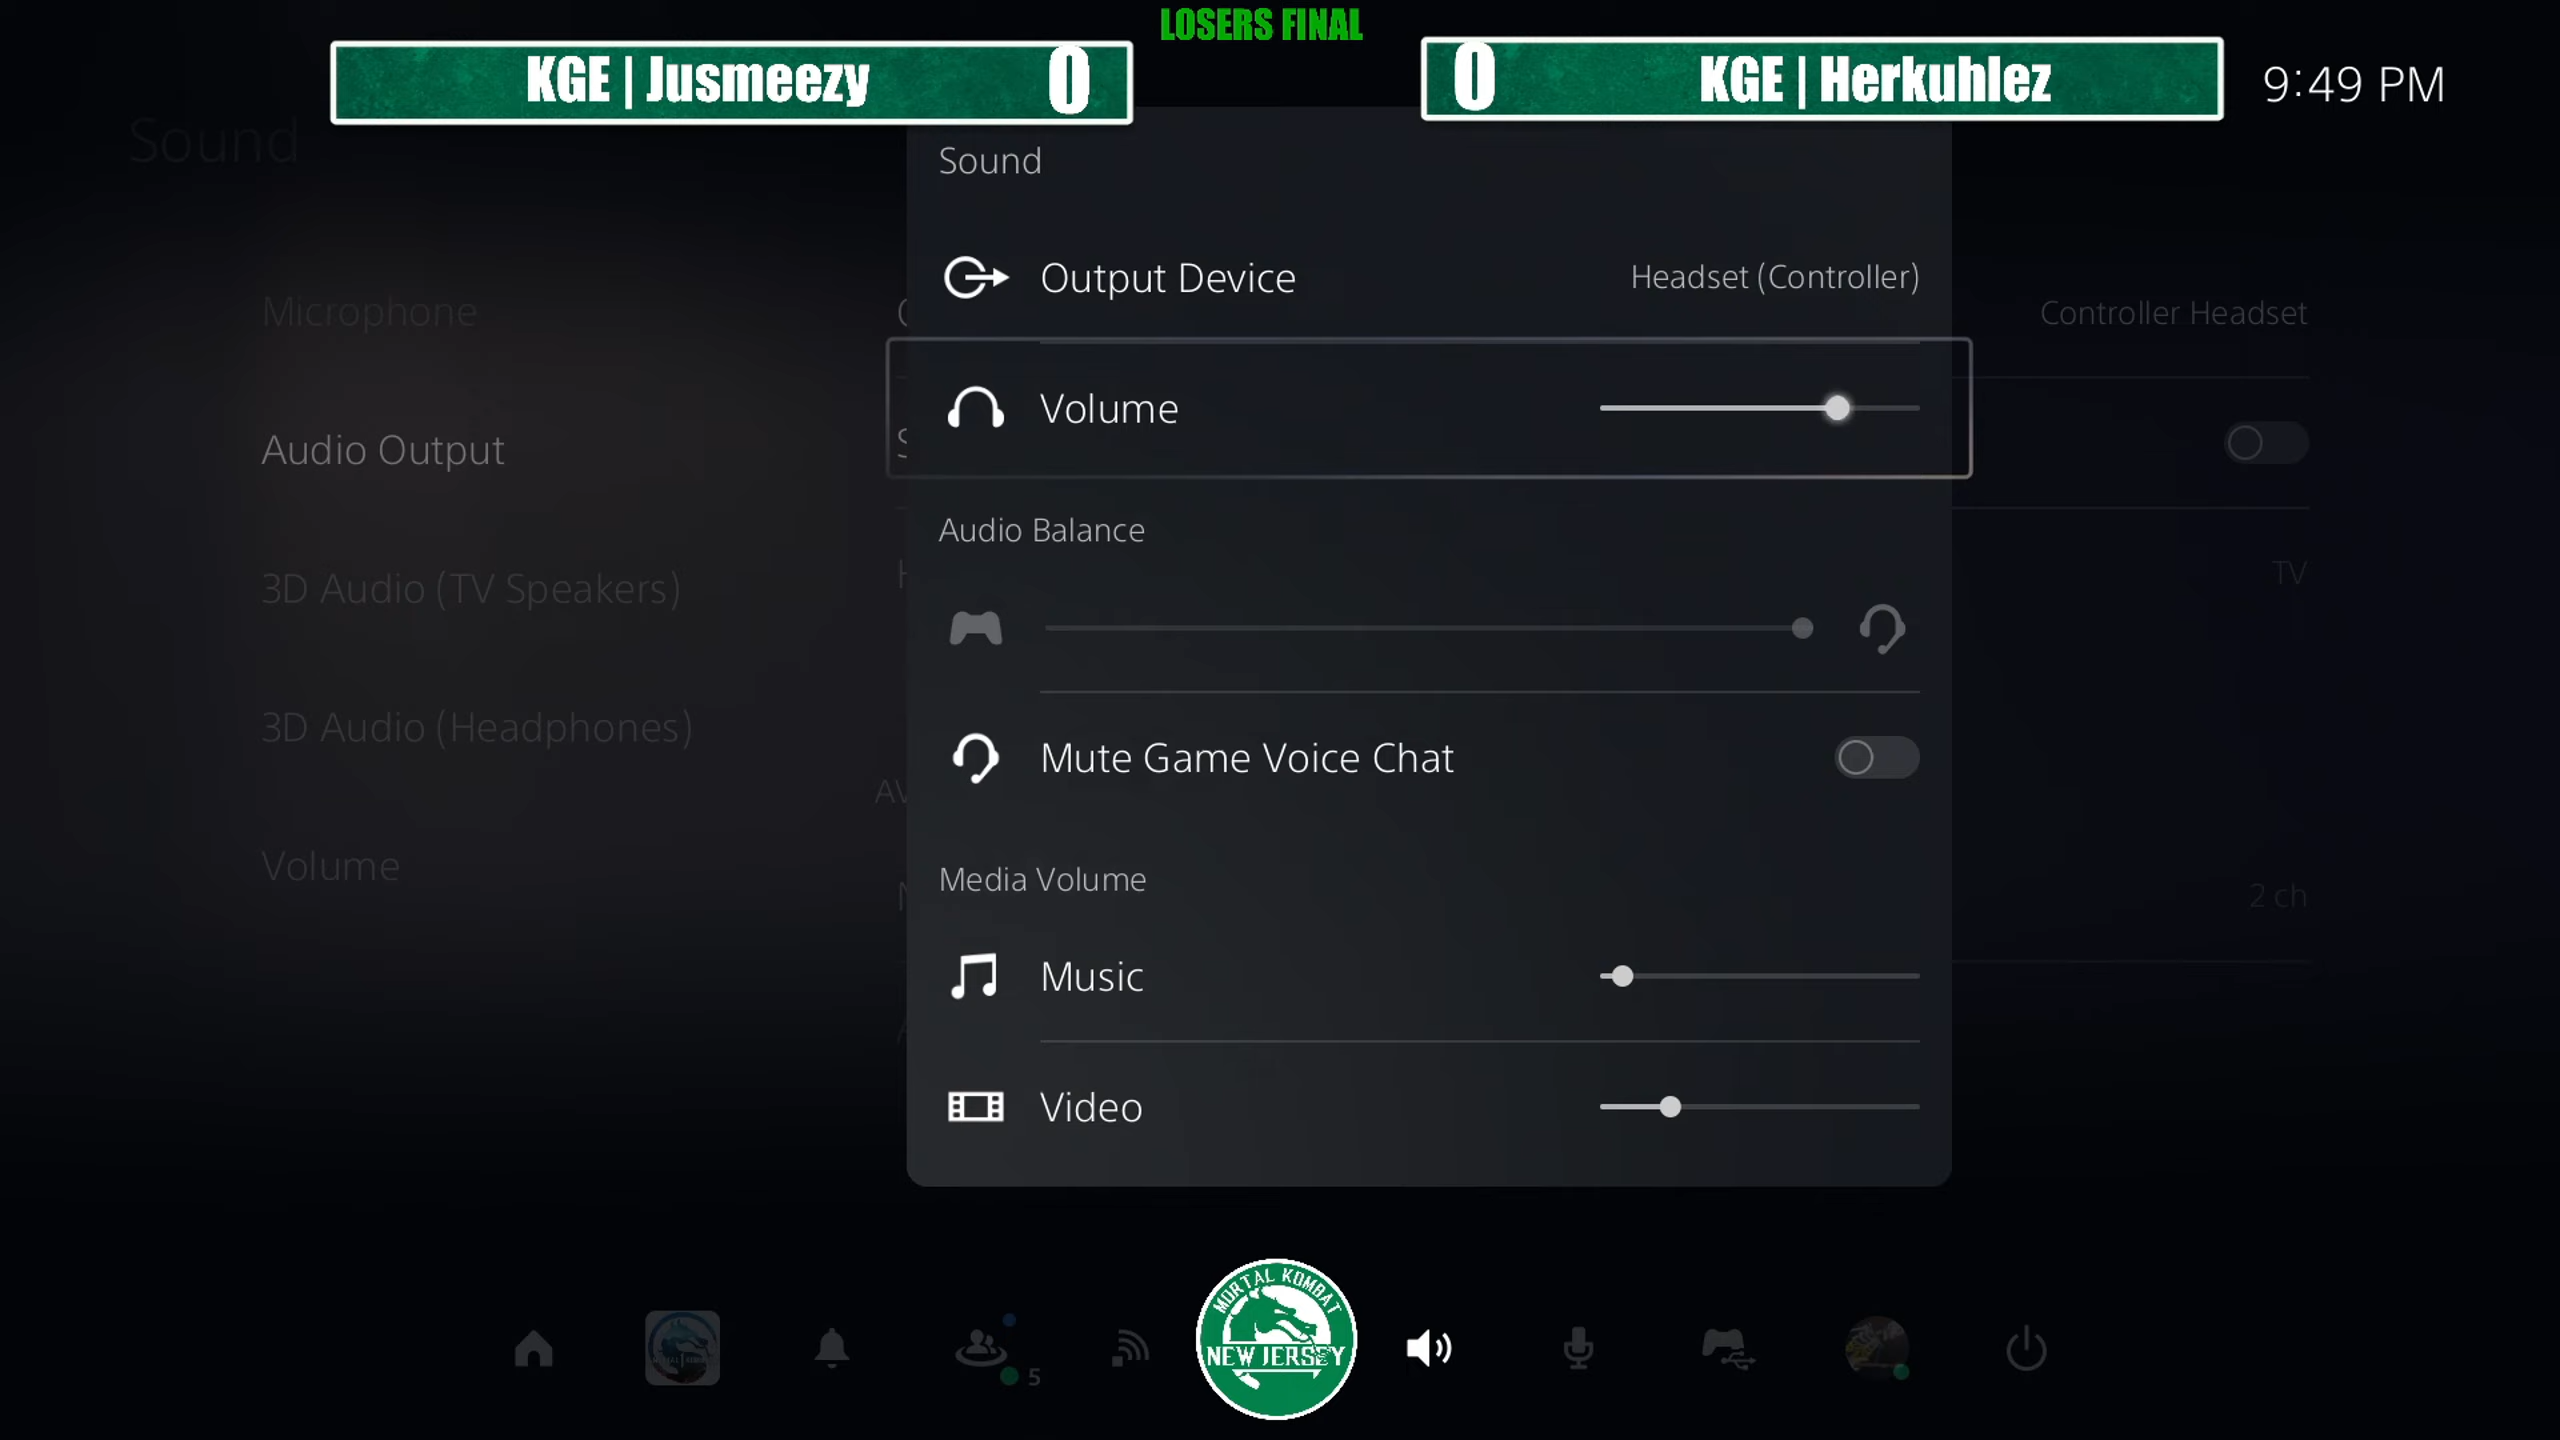 LOSERS FINAL
KGE | Jusmeezy 0
0 KGE | Herkuhlez
9:49 PM
Sound
Sound
Output Device Headset (Controller)
Microphone
Controller Headset
Volume
Audio Output
Audio Balance
3D Audio (TV Speakers)
TV
3D Audio (Headphones)
Mute Game Voice Chat
AV
Volume
Media Volume
2 ch
Music
Video
5
MORTAL KOMBAT
NEW JERSEY